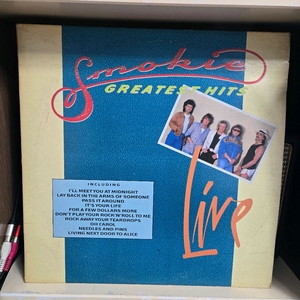 Smokie
GREATEST HITS
Live
INCLUDING
I'LL MEET YOU AT MIDNIGHT
LAY BACK IN THE ARMS OF SOMEONE
PASS IT AROUND
IT'S YOUR LIFE
FOR A FEW DOLLARS MORE
DON'T PLAY YOUR ROCK'N'ROLL TO ME
ROCK AWAY YOUR TEARDROPS
OH CAROL
NEEDLES AND PINS
LIVING NEXT DOOR TO ALICE